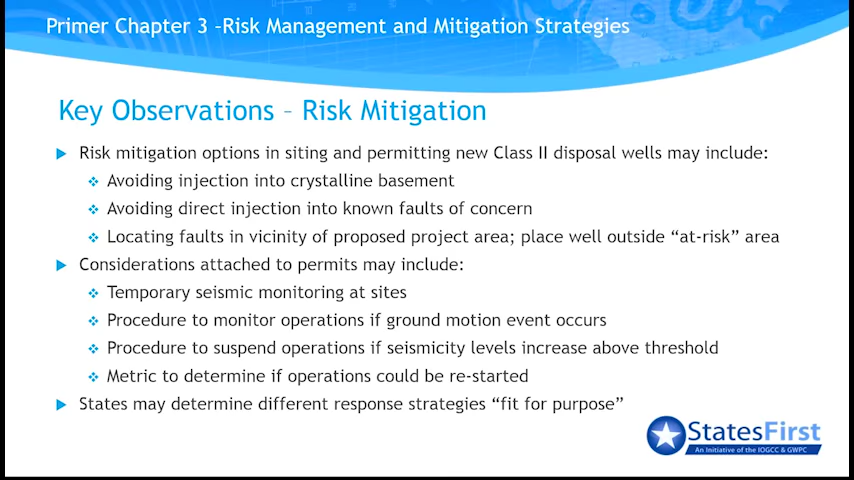 Primer Chapter 3 –Risk Management and Mitigation Strategies
Key Observations – Risk Mitigation
Risk mitigation options in siting and permitting new Class II disposal wells may include:
Avoiding injection into crystalline basement
Avoiding direct injection into known faults of concern
Locating faults in vicinity of proposed project area; place well outside “at-risk” area
Considerations attached to permits may include:
Temporary seismic monitoring at sites
Procedure to monitor operations if ground motion event occurs
Procedure to suspend operations if seismicity levels increase above threshold
Metric to determine if operations could be re-started
States may determine different response strategies “fit for purpose”
StatesFirst
An Initiative of the IOGCC & GWPC